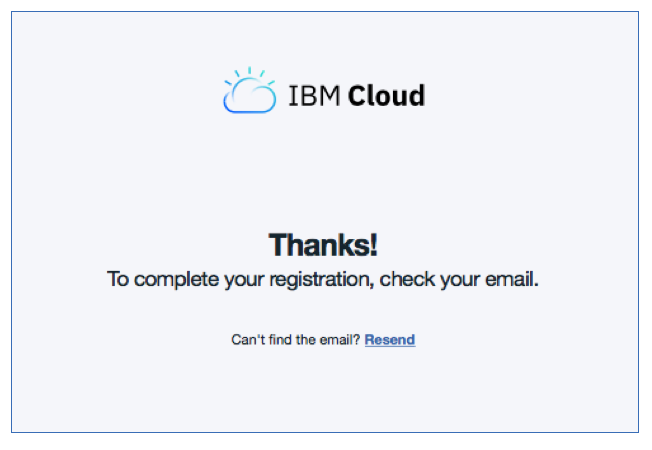 IBM Cloud
Thanks!
To complete your registration, check your email.
Can't find the email? Resend